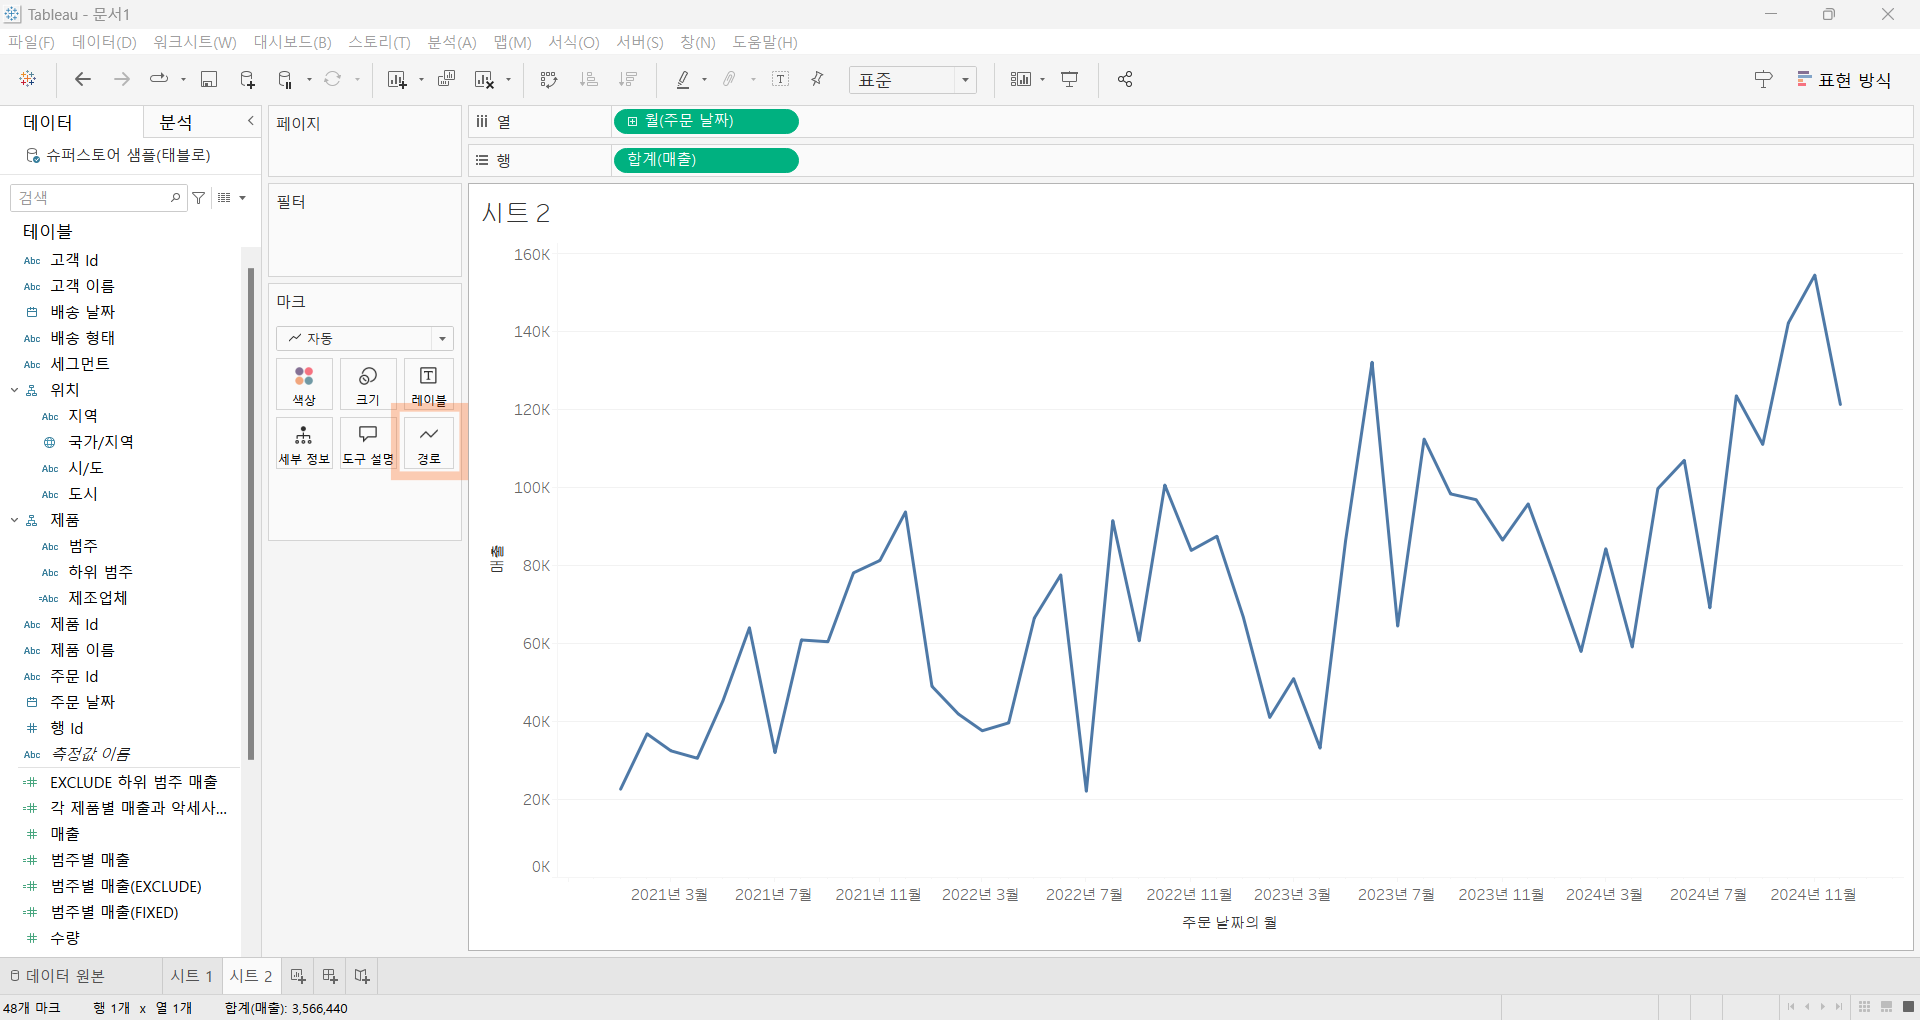 Tableau - 문서1
파일(F) 데이터(D) 워크시트(W) 대시보드(B) 스토리(T) 분석(A) 맵(M) 서식(O) 서버(S) 창(N) 도움말(H)
표준
표현 방식
데이터 분석
슈퍼스토어 샘플(태블로)
검색
테이블
Abc 고객 Id
Abc 고객 이름
배송 날짜
Abc 배송 형태
Abc 세그먼트
위치
Abc 지역
국가/지역
Abc 시/도
Abc 도시
제품
Abc 범주
Abc 하위 범주
=Abc 제조업체
Abc 제품 Id
Abc 제품 이름
Abc 주문 Id
주문 날짜
# 행 Id
Abc 측정값 이름
=# EXCLUDE 하위 범주 매출
=# 각 제품별 매출과 악세사...
# 매출
=# 범주별 매출
=# 범주별 매출(EXCLUDE)
=# 범주별 매출(FIXED)
# 수량
페이지
필터
마크
자동
색상 크기 레이블
세부 정보 도구 설명 경로
열 월(주문 날짜)
행 합계(매출)
시트 2
160K
140K
120K
100K
80K
60K
40K
20K
0K
매출
2021년 3월 2021년 7월 2021년 11월 2022년 3월 2022년 7월 2022년 11월 2023년 3월 2023년 7월 2023년 11월 2024년 3월 2024년 7월 2024년 11월
주문 날짜의 월
데이터 원본 시트 1 시트 2
48개 마크 행 1개 x 열 1개 합계(매출): 3,566,440